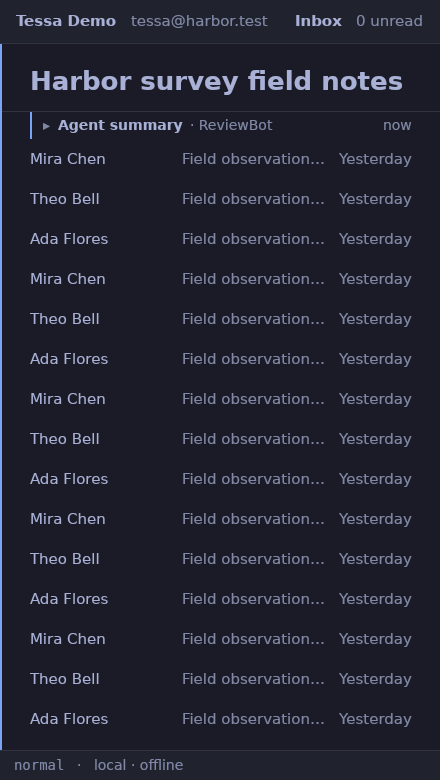 Tessa Demo tessa@harbor.test Inbox 0 unread
Harbor survey field notes
▸ Agent summary · ReviewBot now
Mira Chen Field observation… Yesterday
Theo Bell Field observation… Yesterday
Ada Flores Field observation… Yesterday
Mira Chen Field observation… Yesterday
Theo Bell Field observation… Yesterday
Ada Flores Field observation… Yesterday
Mira Chen Field observation… Yesterday
Theo Bell Field observation… Yesterday
Ada Flores Field observation… Yesterday
Mira Chen Field observation… Yesterday
Theo Bell Field observation… Yesterday
Ada Flores Field observation… Yesterday
Mira Chen Field observation… Yesterday
Theo Bell Field observation… Yesterday
Ada Flores Field observation… Yesterday
normal · local · offline